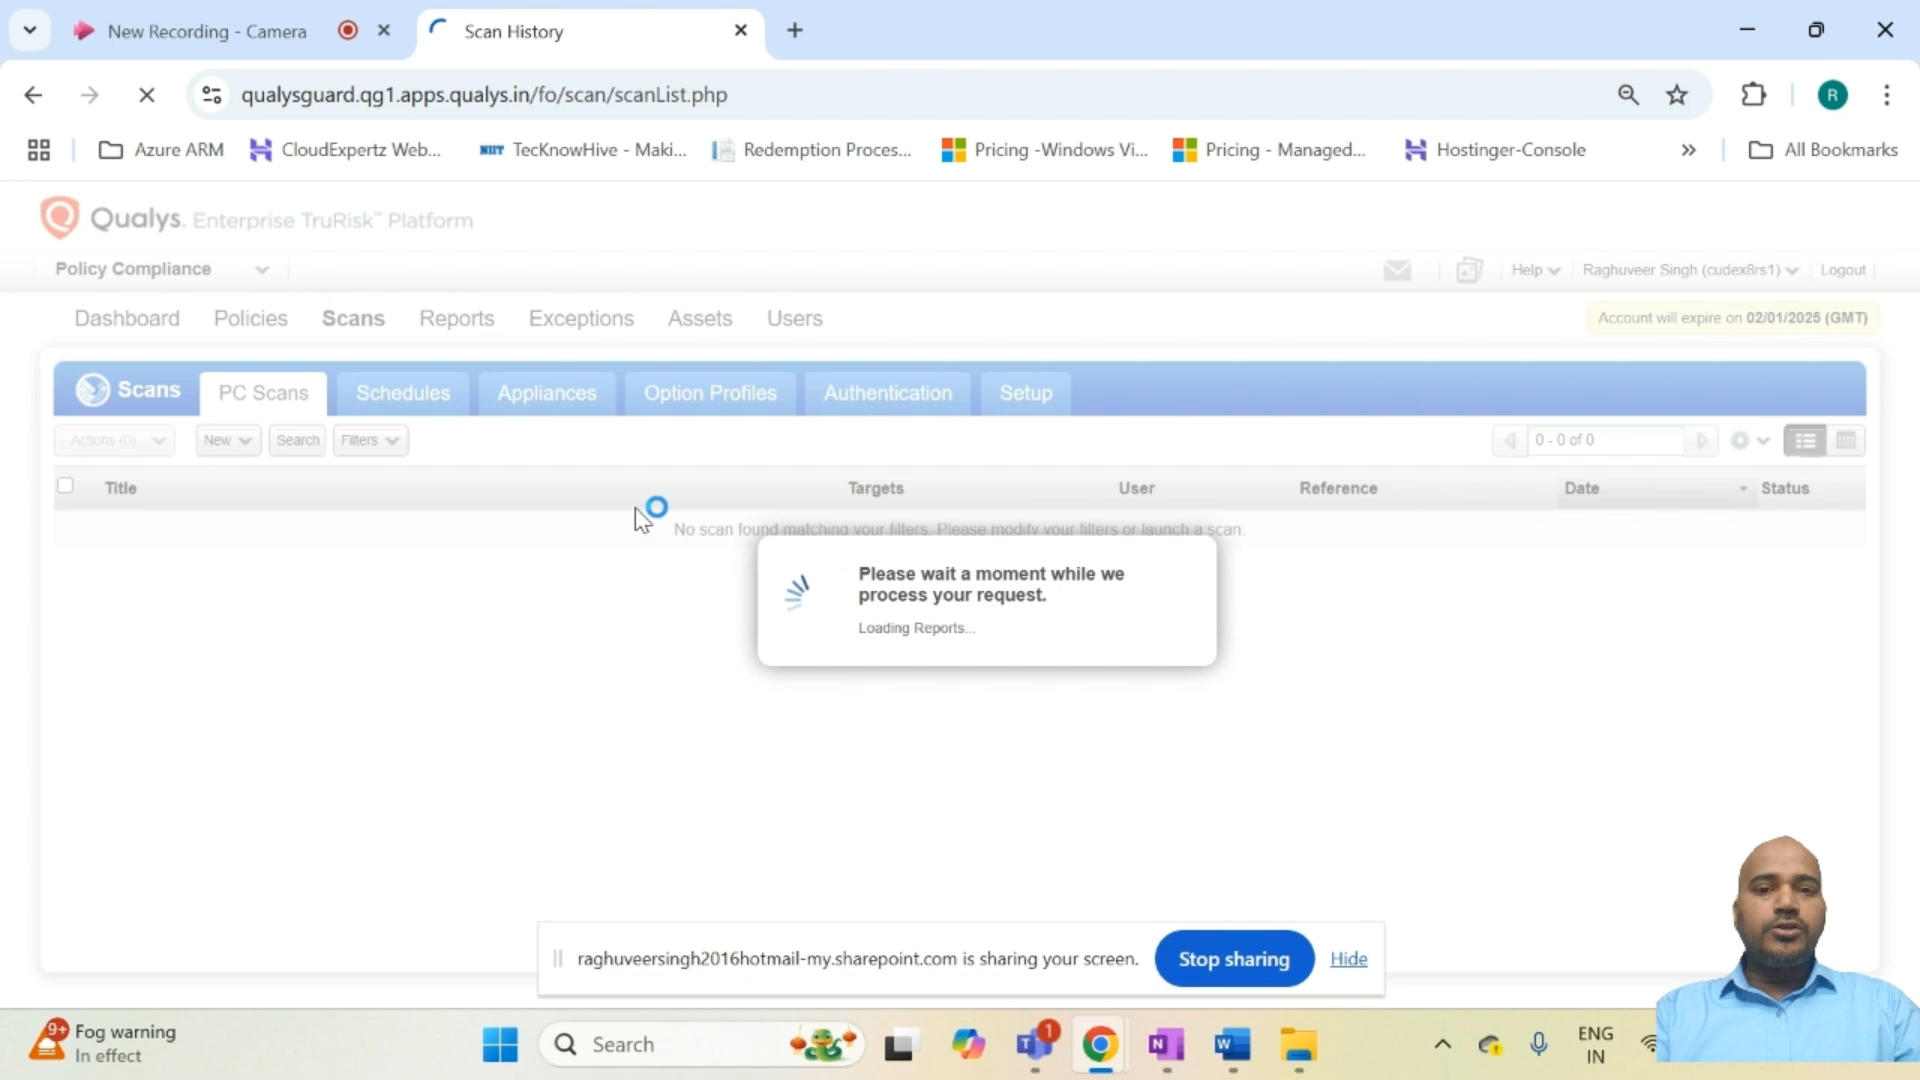 New Recording - Camera
Scan History
qualysguard.qg1.apps.qualys.in/fo/scan/scanList.php
R
Azure ARM
CloudExpertz Web...
NIIT TecKnowHive - Maki...
Redemption Proces...
Pricing -Windows Vi...
Pricing - Managed...
Hostinger-Console
All Bookmarks
Qualys. Enterprise TruRisk™ Platform
Policy Compliance
Help
Raghuveer Singh (cudex8rs1)
Logout
Dashboard
Policies
Scans
Reports
Exceptions
Assets
Users
Account will expire on 02/01/2025 (GMT)
Scans
PC Scans
Schedules
Appliances
Option Profiles
Authentication
Setup
Actions (0)
New
Search
Filters
0 - 0 of 0
Title
Targets
User
Reference
Date
Status
No scan found matching your filters. Please modify your filters or launch a scan.
Please wait a moment while we
process your request.
Loading Reports...
raghuveersingh2016hotmail-my.sharepoint.com is sharing your screen.
Stop sharing
Hide
9+
Fog warning
In effect
Search
1
ENG
IN